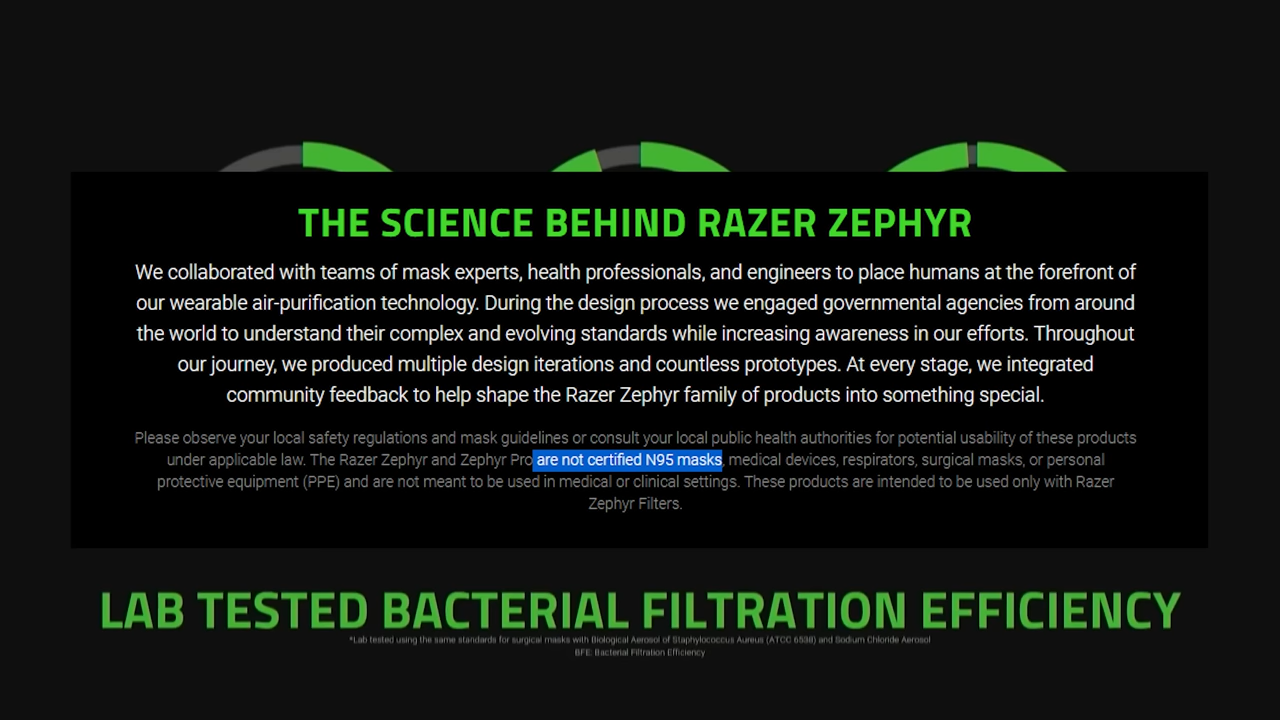 THE SCIENCE BEHIND RAZER ZEPHYR
We collaborated with teams of mask experts, health professionals, and engineers to place humans at the forefront of
our wearable air-purification technology. During the design process we engaged governmental agencies from around
the world to understand their complex and evolving standards while increasing awareness in our efforts. Throughout
our journey, we produced multiple design iterations and countless prototypes. At every stage, we integrated
community feedback to help shape the Razer Zephyr family of products into something special.
Please observe your local safety regulations and mask guidelines or consult your local public health authorities for potential usability of these products
under applicable law. The Razer Zephyr and Zephyr Pro are not certified N95 masks, medical devices, respirators, surgical masks, or personal
protective equipment (PPE) and are not meant to be used in medical or clinical settings. These products are intended to be used only with Razer
Zephyr Filters.
LAB TESTED BACTERIAL FILTRATION EFFICIENCY
*Lab tested using the same standards for surgical masks with Biological Aerosol of Staphylococcus Aureus (ATCC 6538) and Sodium Chloride Aerosol
BFE: Bacterial Filtration Efficiency